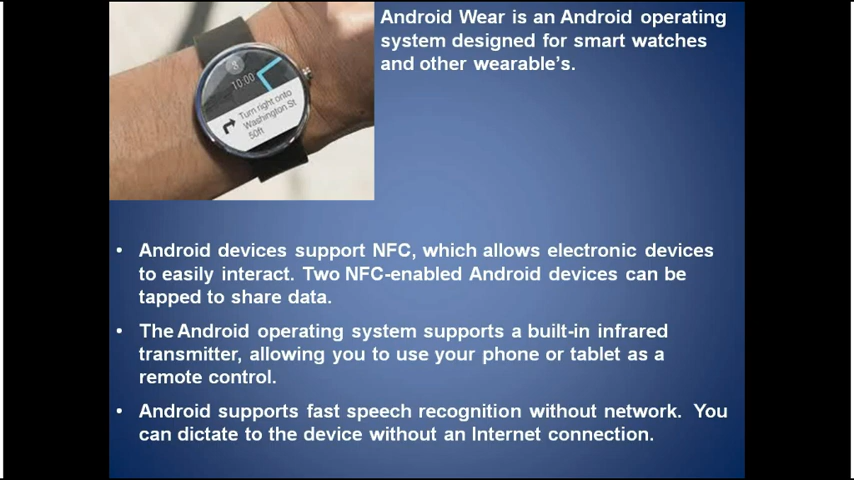 Android Wear is an Android operating
system designed for smart watches
and other wearable's.
8
10:00
Turn right onto
Washington St
50ft
• Android devices support NFC, which allows electronic devices
to easily interact. Two NFC-enabled Android devices can be
tapped to share data.
• The Android operating system supports a built-in infrared
transmitter, allowing you to use your phone or tablet as a
remote control.
• Android supports fast speech recognition without network. You
can dictate to the device without an Internet connection.